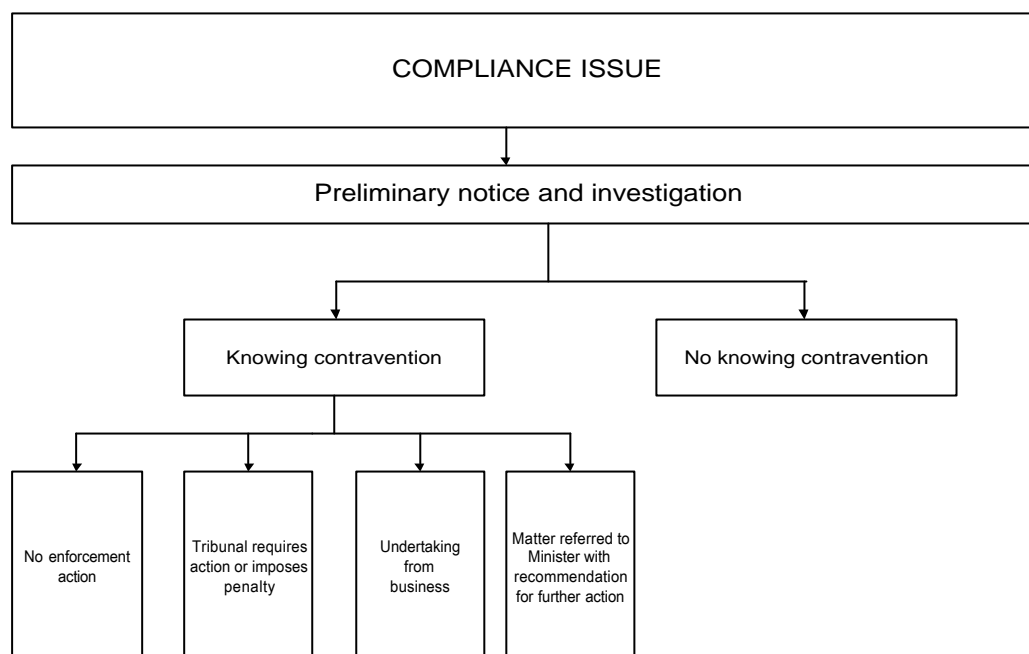 COMPLIANCE ISSUE
Preliminary notice and investigation
Knowing contravention
No knowing contravention
No enforcement
action
Tribunal requires
action or imposes
penalty
Undertaking
from
business
Matter referred to
Minister with
recommendation
for further action